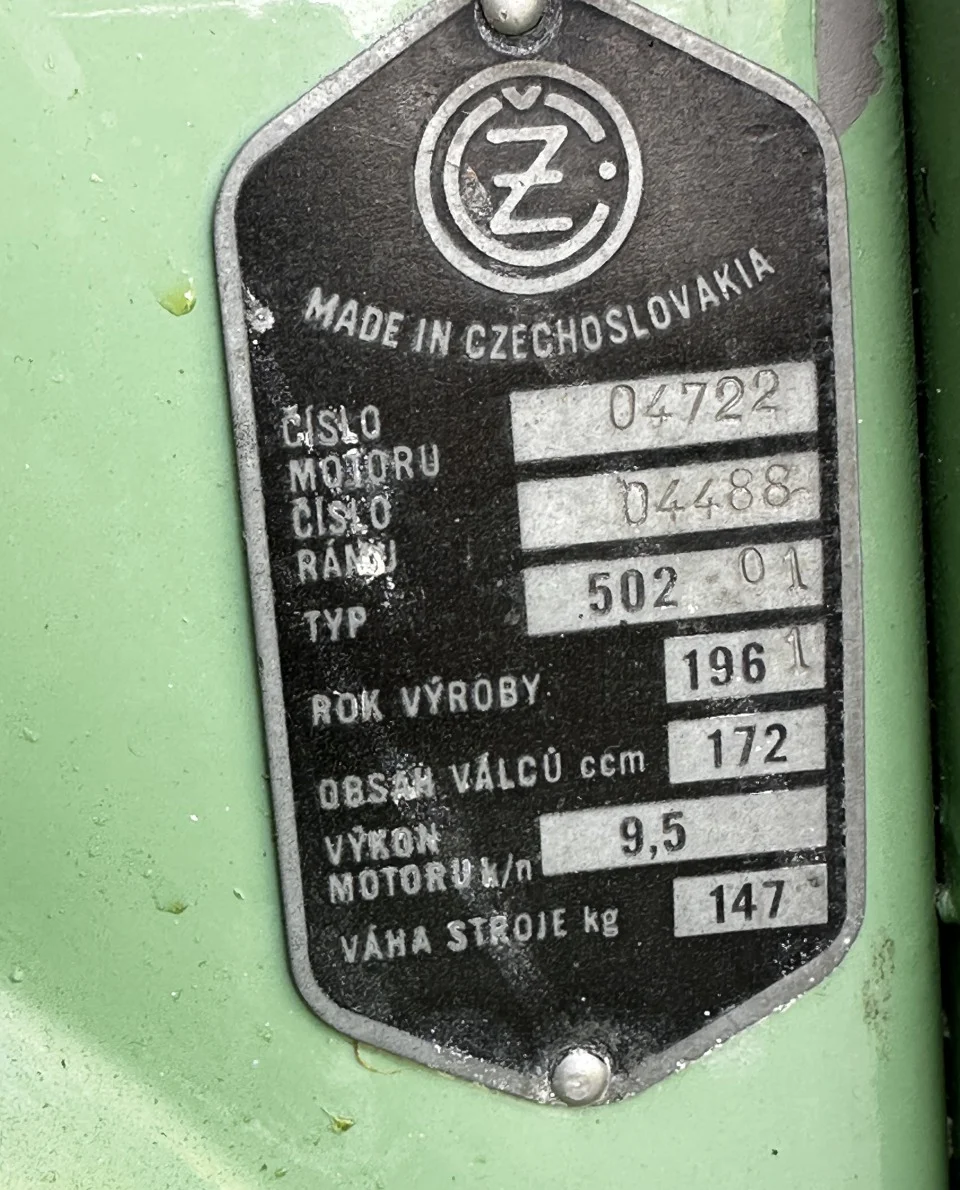 ČZ
MADE IN CZECHOSLOVAKIA
ČÍSLO
MOTORU 04722
ČÍSLO
RÁMU 04488
TYP 502 01
ROK VÝROBY 1961
OBSAH VÁLCŮ ccm 172
VÝKON
MOTORU k/n 9,5
VÁHA STROJE kg 147